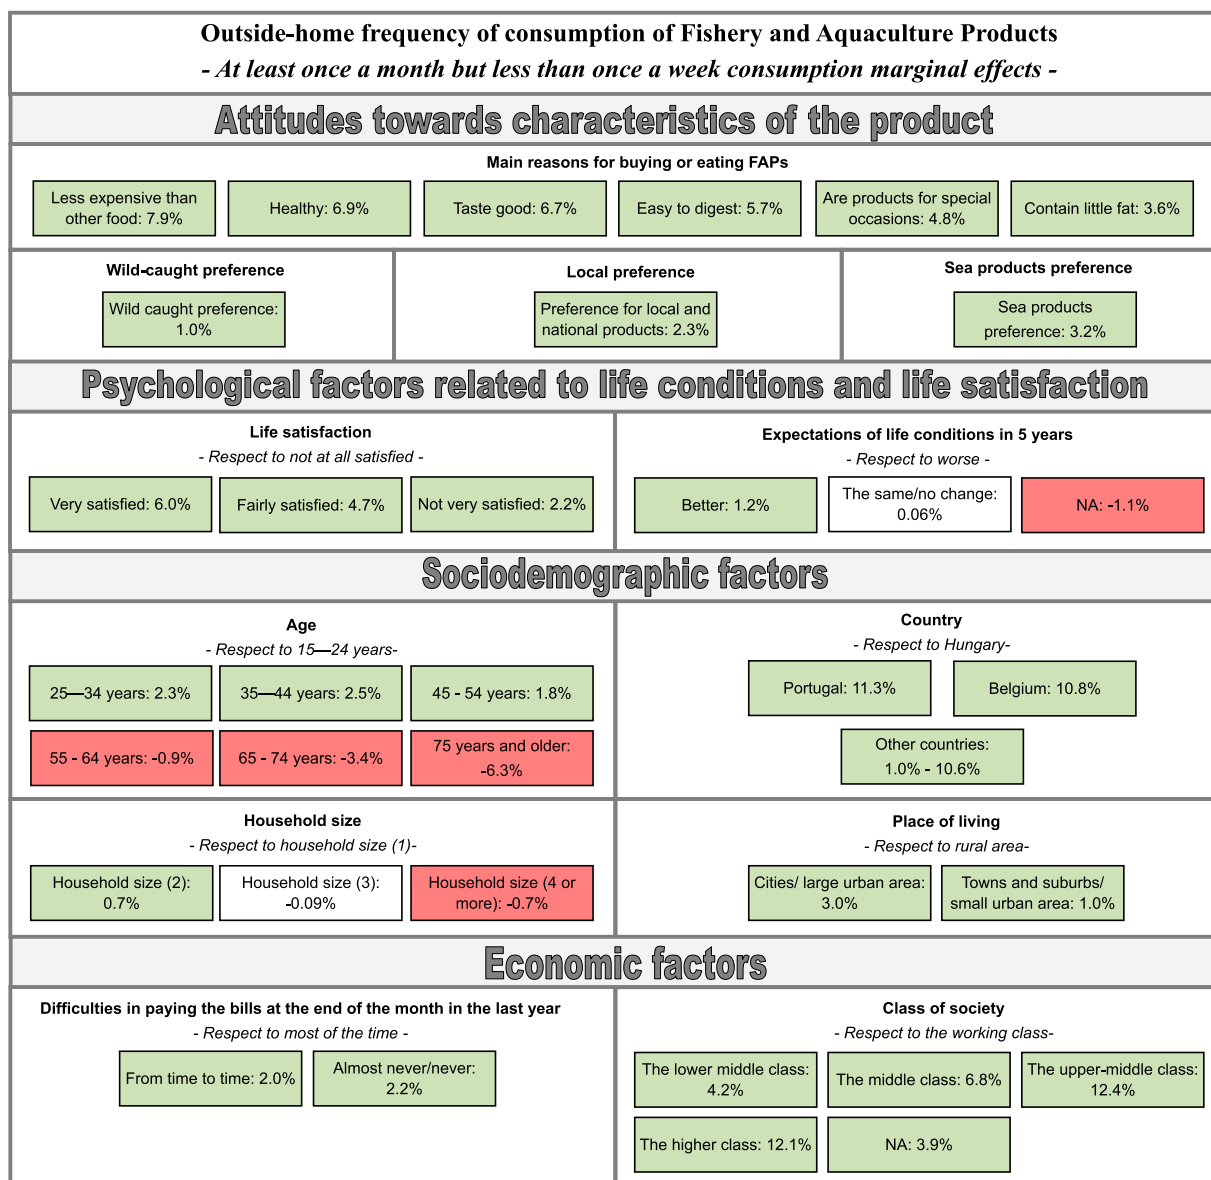 Outside-home frequency of consumption of Fishery and Aquaculture Products
- At least once a month but less than once a week consumption marginal effects -
Attitudes towards characteristics of the product
Main reasons for buying or eating FAPs
Less expensive than
other food: 7.9%
Healthy: 6.9%
Taste good: 6.7%
Easy to digest: 5.7%
Are products for special
occasions: 4.8%
Contain little fat: 3.6%
Wild-caught preference
Wild caught preference:
1.0%
Local preference
Preference for local and
national products: 2.3%
Sea products preference
Sea products
preference: 3.2%
Psychological factors related to life conditions and life satisfaction
Life satisfaction
- Respect to not at all satisfied -
Very satisfied: 6.0%
Fairly satisfied: 4.7%
Not very satisfied: 2.2%
Expectations of life conditions in 5 years
- Respect to worse -
Better: 1.2%
The same/no change:
0.06%
NA: -1.1%
Sociodemographic factors
Age
- Respect to 15—24 years-
25—34 years: 2.3%
35—44 years: 2.5%
45 - 54 years: 1.8%
55 - 64 years: -0.9%
65 - 74 years: -3.4%
75 years and older:
-6.3%
Country
- Respect to Hungary-
Portugal: 11.3%
Belgium: 10.8%
Other countries:
1.0% - 10.6%
Household size
- Respect to household size (1)-
Household size (2):
0.7%
Household size (3):
-0.09%
Household size (4 or
more): -0.7%
Place of living
- Respect to rural area-
Cities/ large urban area:
3.0%
Towns and suburbs/
small urban area: 1.0%
Economic factors
Difficulties in paying the bills at the end of the month in the last year
- Respect to most of the time -
From time to time: 2.0%
Almost never/never:
2.2%
Class of society
- Respect to the working class-
The lower middle class:
4.2%
The middle class: 6.8%
The upper-middle class:
12.4%
The higher class: 12.1%
NA: 3.9%